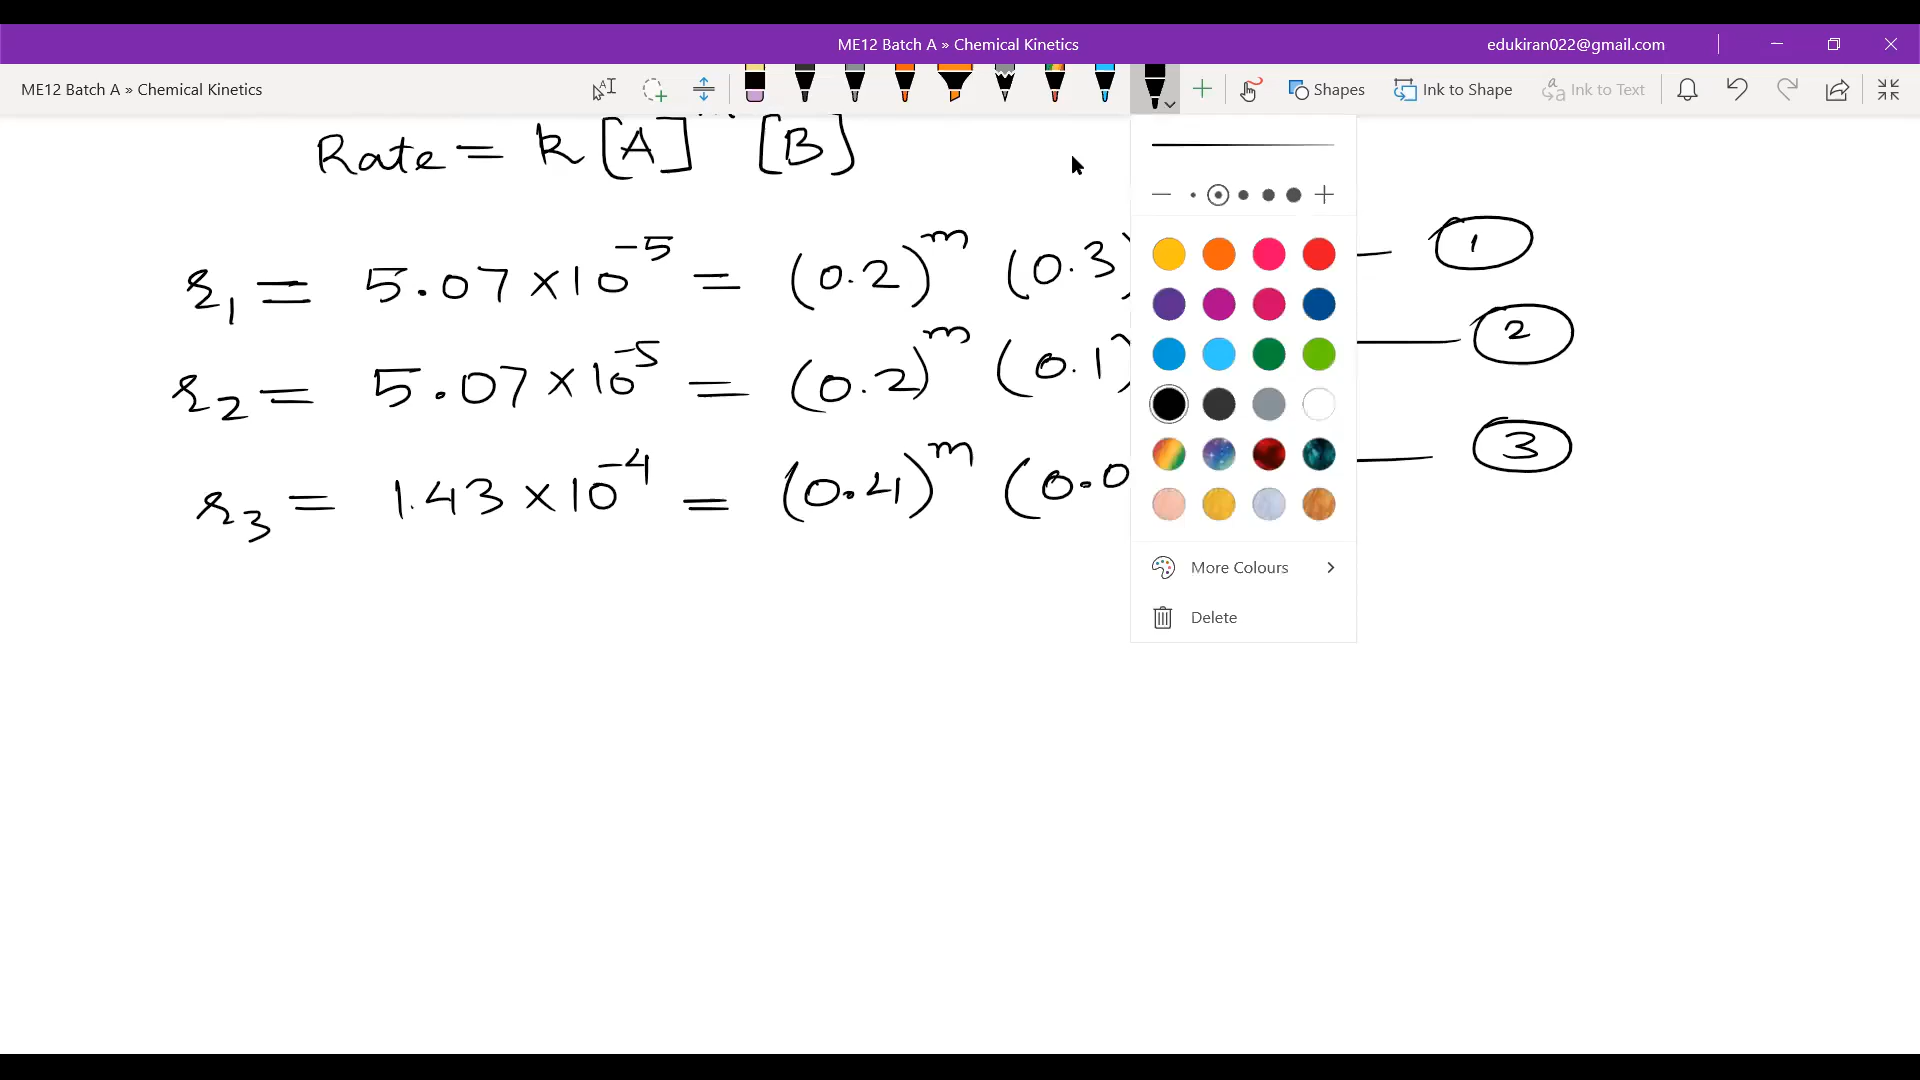 ME12 Batch A » Chemical Kinetics
edukiran022@gmail.com
ME12 Batch A » Chemical Kinetics
Shapes
Ink to Shape
Ink to Text
Rate = k [A]^m [B]
r₁ = 5.07 × 10⁻⁵ = (0.2)^m (0.3) — 1
r₂ = 5.07 × 10⁻⁵ = (0.2)^m (0.1) — 2
r₃ = 1.43 × 10⁻⁴ = (0.4)^m (0.0 — 3
More Colours
Delete